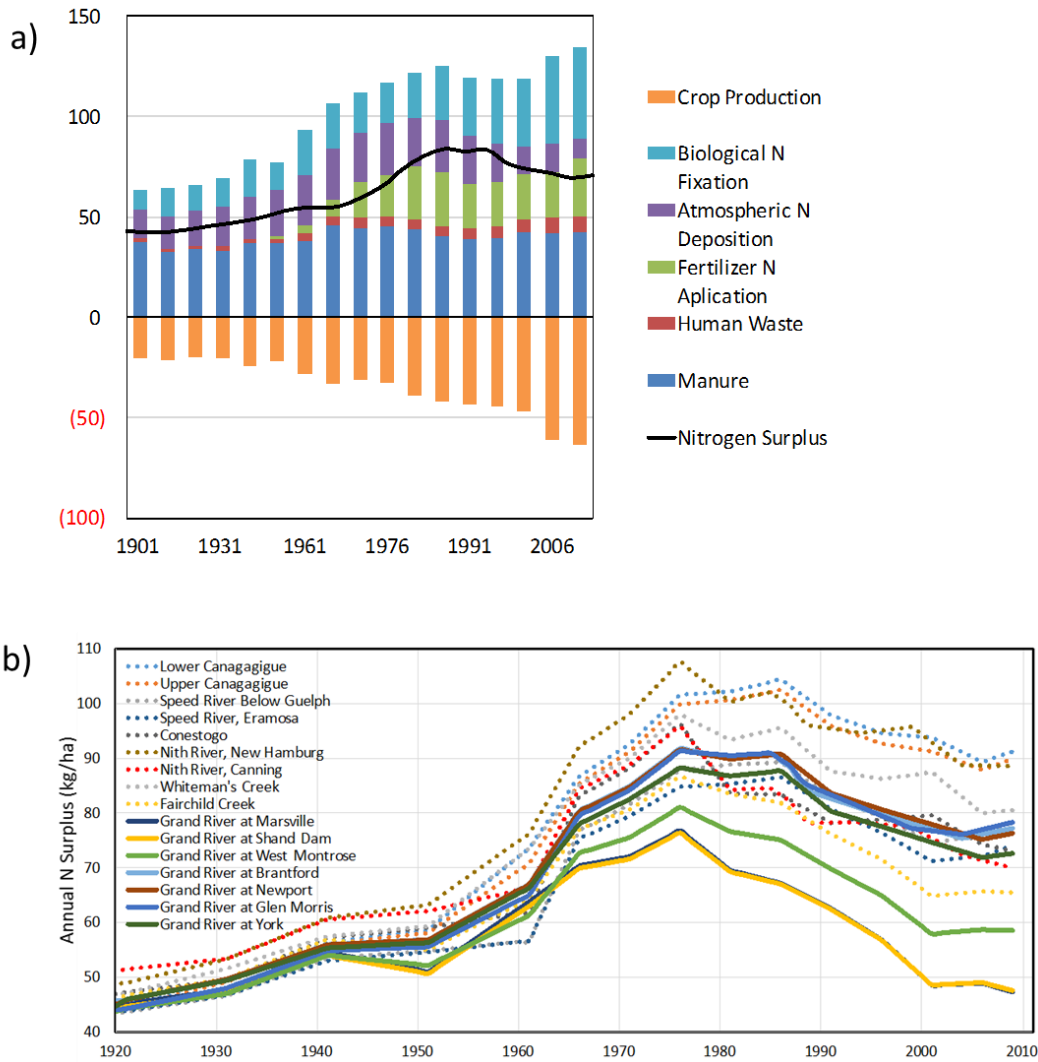 a)
150
100
50
0
(50)
(100)
1901 1931 1961 1976 1991 2006
Crop Production
Biological N
Fixation
Atmospheric N
Deposition
Fertilizer N
Aplication
Human Waste
Manure
Nitrogen Surplus
b)
Annual N Surplus (kg/ha)
110
100
90
80
70
60
50
40
Lower Canagagigue
Upper Canagagigue
Speed River Below Guelph
Speed River, Eramosa
Conestogo
Nith River, New Hamburg
Nith River, Canning
Whiteman's Creek
Fairchild Creek
Grand River at Marsville
Grand River at Shand Dam
Grand River at West Montrose
Grand River at Brantford
Grand River at Newport
Grand River at Glen Morris
Grand River at York
1920 1930 1940 1950 1960 1970 1980 1990 2000 2010